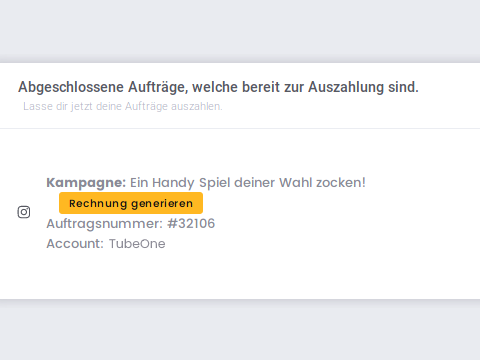 Abgeschlossene Aufträge, welche bereit zur Auszahlung sind.
Lasse dir jetzt deine Aufträge auszahlen.
Kampagne: Ein Handy Spiel deiner Wahl zocken!
Rechnung generieren
Auftragsnummer: #32106
Account: TubeOne